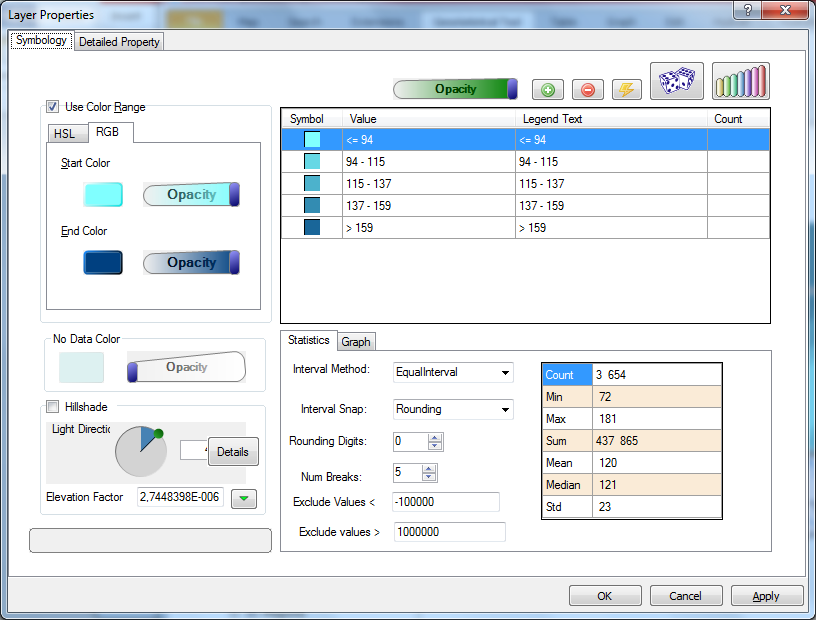 Layer Properties
?
Symbology
Detailed Property
Opacity
Use Color Range
HSL
RGB
Start Color
Opacity
End Color
Opacity
Symbol Value Legend Text Count
<= 94 <= 94
94 - 115 94 - 115
115 - 137 115 - 137
137 - 159 137 - 159
> 159 > 159
No Data Color
Opacity
Hillshade
Light Directic
Details
Elevation Factor 2,7448398E-006
Statistics
Graph
Interval Method: EqualInterval
Interval Snap: Rounding
Rounding Digits: 0
Num Breaks: 5
Exclude Values < -100000
Exclude values > 1000000
Count 3 654
Min 72
Max 181
Sum 437 865
Mean 120
Median 121
Std 23
OK
Cancel
Apply